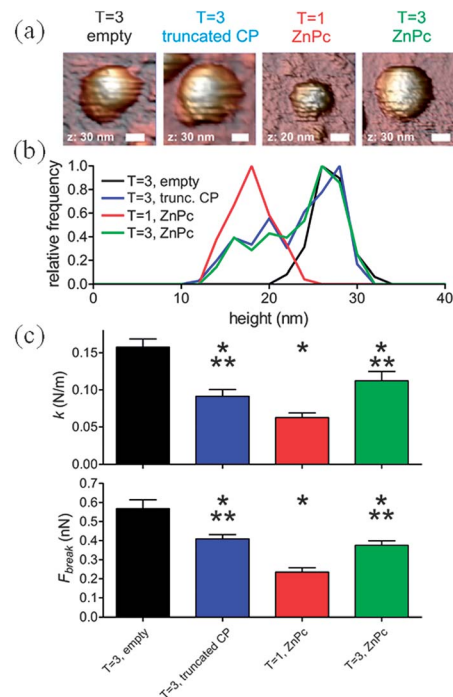 (a)
T=3 empty
T=3 truncated CP
T=1 ZnPc
T=3 ZnPc
z: 30 nm
z: 30 nm
z: 20 nm
z: 30 nm
(b)
relative frequency
1.0
0.8
0.6
0.4
0.2
0.0
T=3, empty
T=3, trunc. CP
T=1, ZnPc
T=3, ZnPc
0 10 20 30 40
height (nm)
(c)
k (N/m)
0.15
0.10
0.05
0.00
* * *
** **
F_break (nN)
0.7
0.6
0.5
0.4
0.3
0.2
0.1
0.0
* * *
** **
T=3, empty
T=3, truncated CP
T=1, ZnPc
T=3, ZnPc